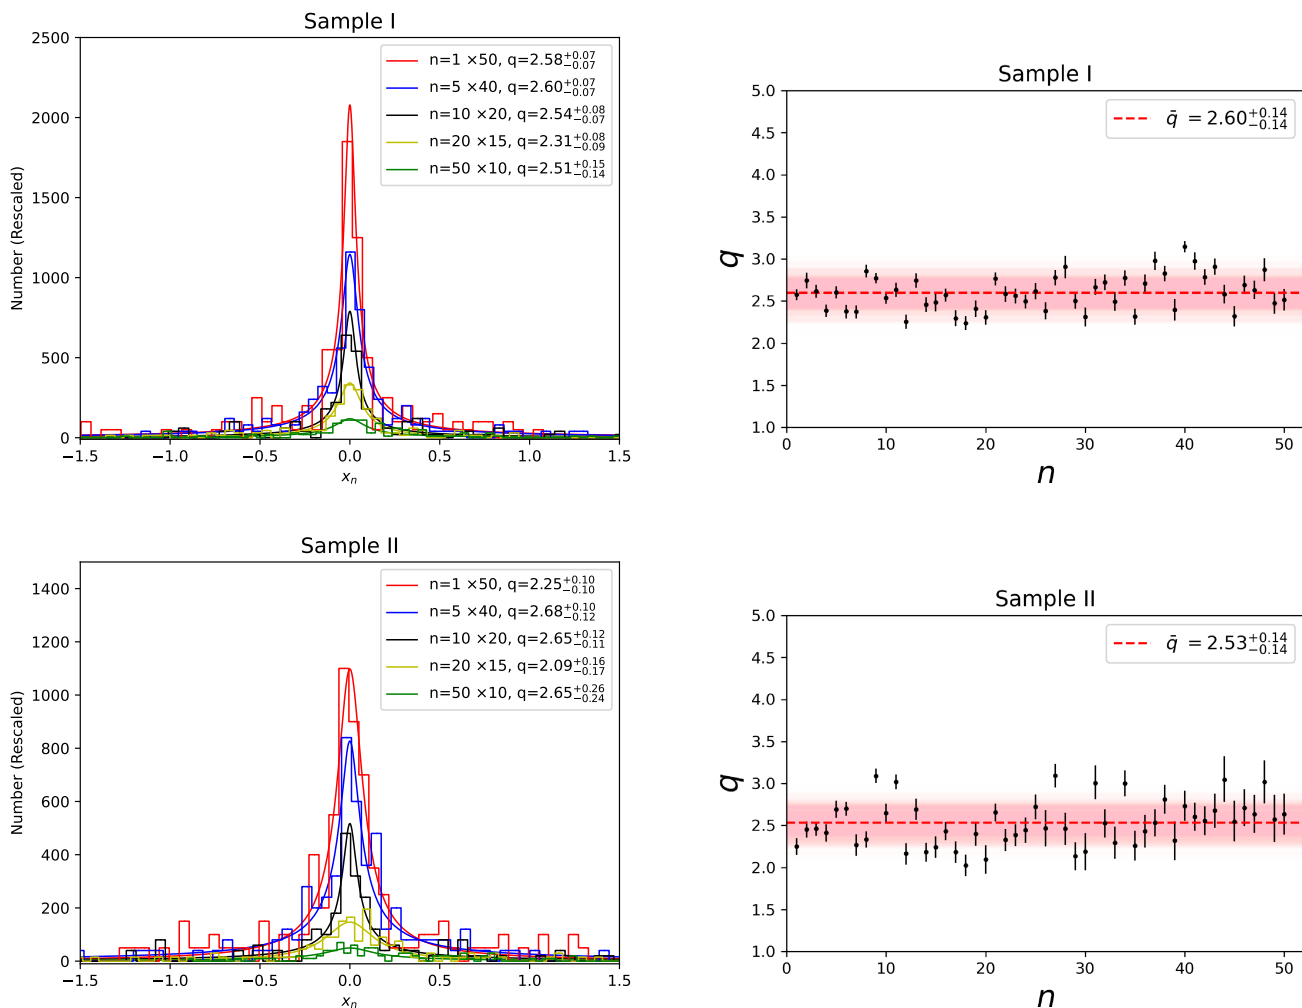 Sample I
2500
2000
1500
1000
500
0
Number (Rescaled)
n=1 ×50, q=2.58+0.07−0.07
n=5 ×40, q=2.60+0.07−0.07
n=10 ×20, q=2.54+0.08−0.07
n=20 ×15, q=2.31+0.08−0.09
n=50 ×10, q=2.51+0.15−0.14
−1.5 −1.0 −0.5 0.0 0.5 1.0 1.5
xn
Sample I
5.0
4.5
4.0
3.5
3.0
2.5
2.0
1.5
1.0
q
q̄ = 2.60+0.14−0.14
0 10 20 30 40 50
n
Sample II
1400
1200
1000
800
600
400
200
0
Number (Rescaled)
n=1 ×50, q=2.25+0.10−0.10
n=5 ×40, q=2.68+0.10−0.12
n=10 ×20, q=2.65+0.12−0.11
n=20 ×15, q=2.09+0.16−0.17
n=50 ×10, q=2.65+0.26−0.24
−1.5 −1.0 −0.5 0.0 0.5 1.0 1.5
xn
Sample II
5.0
4.5
4.0
3.5
3.0
2.5
2.0
1.5
1.0
q
q̄ = 2.53+0.14−0.14
0 10 20 30 40 50
n